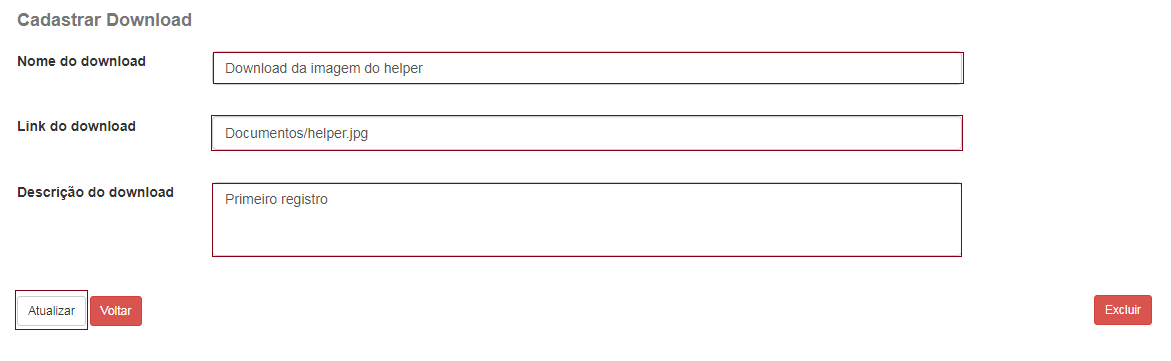 Cadastrar Download
Nome do download
Download da imagem do helper
Link do download
Documentos/helper.jpg
Descrição do download
Primeiro registro
Atualizar Voltar Excluir